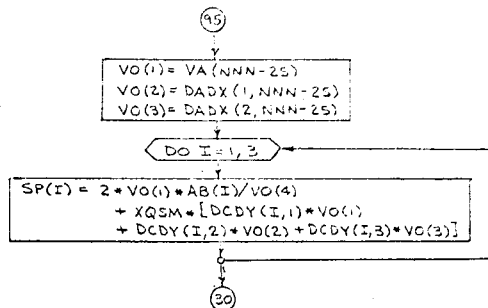 95
VO(1) = VA(NNN-25)
VO(2) = DADX(1, NNN-25)
VO(3) = DADX(2, NNN-25)
DO I = 1, 3
SP(I) = 2*VO(1)*AB(I)/VO(4)
+ XQSM*[DCDY(I,1)*VO(1)
+ DCDY(I,2)*VO(2) + DCDY(I,3)*VO(3)]
30